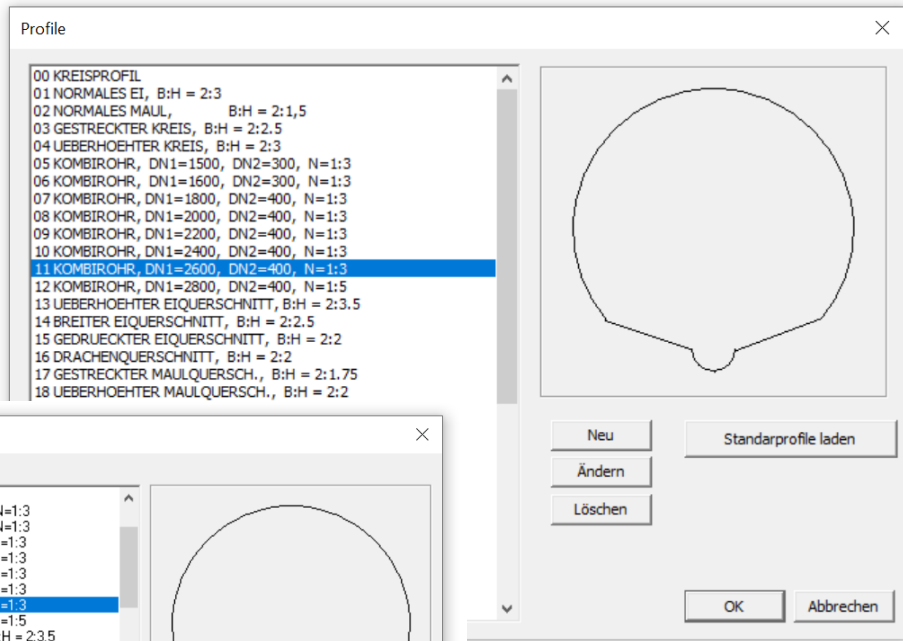 Profile
00 KREISPROFIL
01 NORMALES EI, B:H = 2:3
02 NORMALES MAUL, B:H = 2:1,5
03 GESTRECKTER KREIS, B:H = 2:2.5
04 UEBERHOEHTER KREIS, B:H = 2:3
05 KOMBIROHR, DN1=1500, DN2=300, N=1:3
06 KOMBIROHR, DN1=1600, DN2=300, N=1:3
07 KOMBIROHR, DN1=1800, DN2=400, N=1:3
08 KOMBIROHR, DN1=2000, DN2=400, N=1:3
09 KOMBIROHR, DN1=2200, DN2=400, N=1:3
10 KOMBIROHR, DN1=2400, DN2=400, N=1:3
11 KOMBIROHR, DN1=2600, DN2=400, N=1:3
12 KOMBIROHR, DN1=2800, DN2=400, N=1:5
13 UEBERHOEHTER EIQUERSCHNITT, B:H = 2:3.5
14 BREITER EIQUERSCHNITT, B:H = 2:2.5
15 GEDRUECKTER EIQUERSCHNITT, B:H = 2:2
16 DRACHENQUERSCHNITT, B:H = 2:2
17 GESTRECKTER MAULQUERSCH., B:H = 2:1.75
18 UEBERHOEHTER MAULQUERSCH., B:H = 2:2
Neu
Standarprofile laden
Ändern
Löschen
OK
Abbrechen
N=1:3
N=1:3
=1:3
=1:3
=1:3
=1:3
=1:3
=1:5
:H = 2:3.5